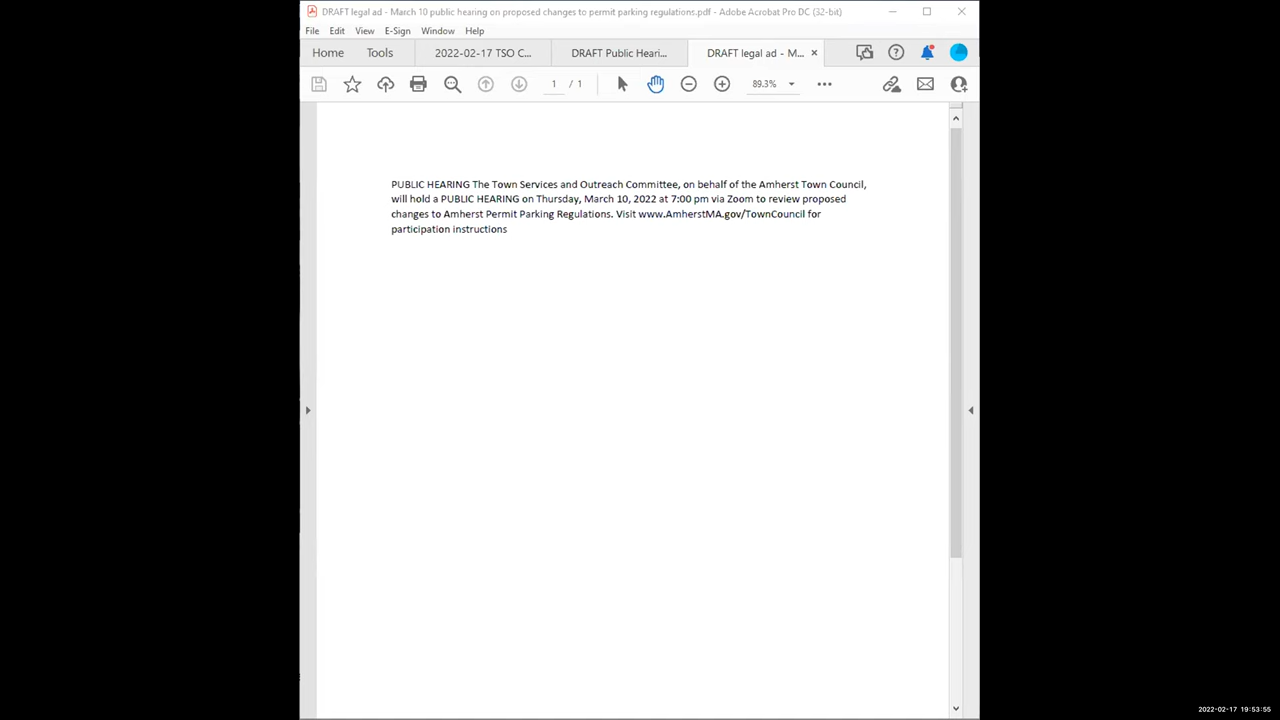 DRAFT legal ad - March 10 public hearing on proposed changes to permit parking regulations.pdf - Adobe Acrobat Pro DC (32-bit)
File Edit View E-Sign Window Help
Home Tools 2022-02-17 TSO C... DRAFT Public Heari... DRAFT legal ad - M... ×
1 / 1 89.3%
PUBLIC HEARING The Town Services and Outreach Committee, on behalf of the Amherst Town Council,
will hold a PUBLIC HEARING on Thursday, March 10, 2022 at 7:00 pm via Zoom to review proposed
changes to Amherst Permit Parking Regulations. Visit www.AmherstMA.gov/TownCouncil for
participation instructions
2022-02-17 19:53:55